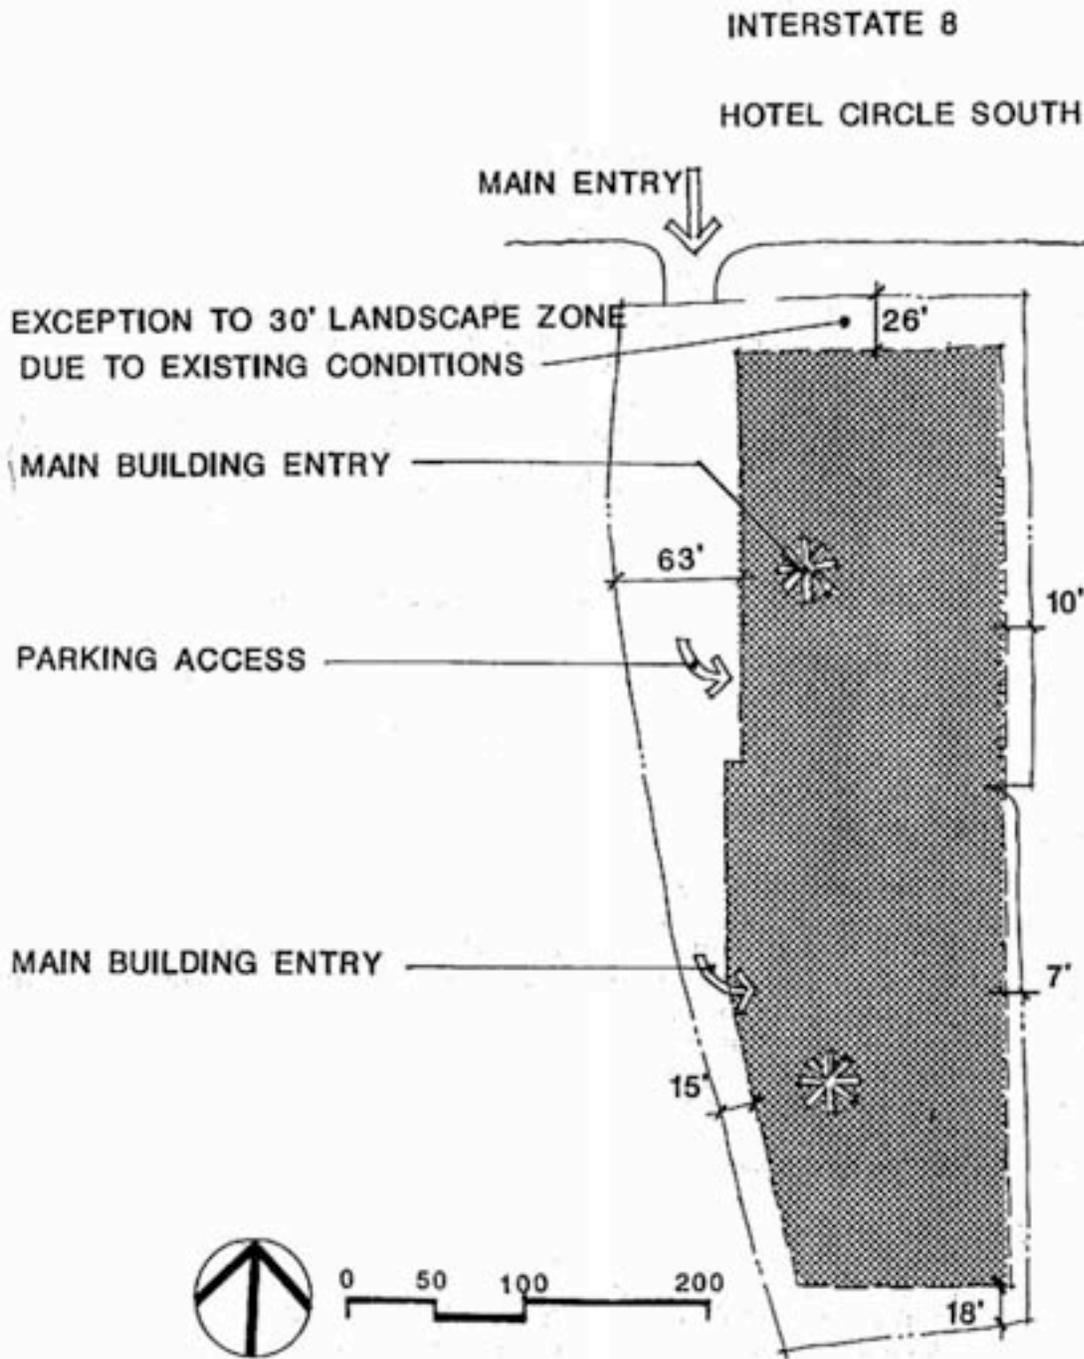 INTERSTATE 8
HOTEL CIRCLE SOUTH
MAIN ENTRY
EXCEPTION TO 30' LANDSCAPE ZONE
DUE TO EXISTING CONDITIONS
26'
MAIN BUILDING ENTRY
63'
10'
PARKING ACCESS
MAIN BUILDING ENTRY
7'
15'
0 50 100 200
18'